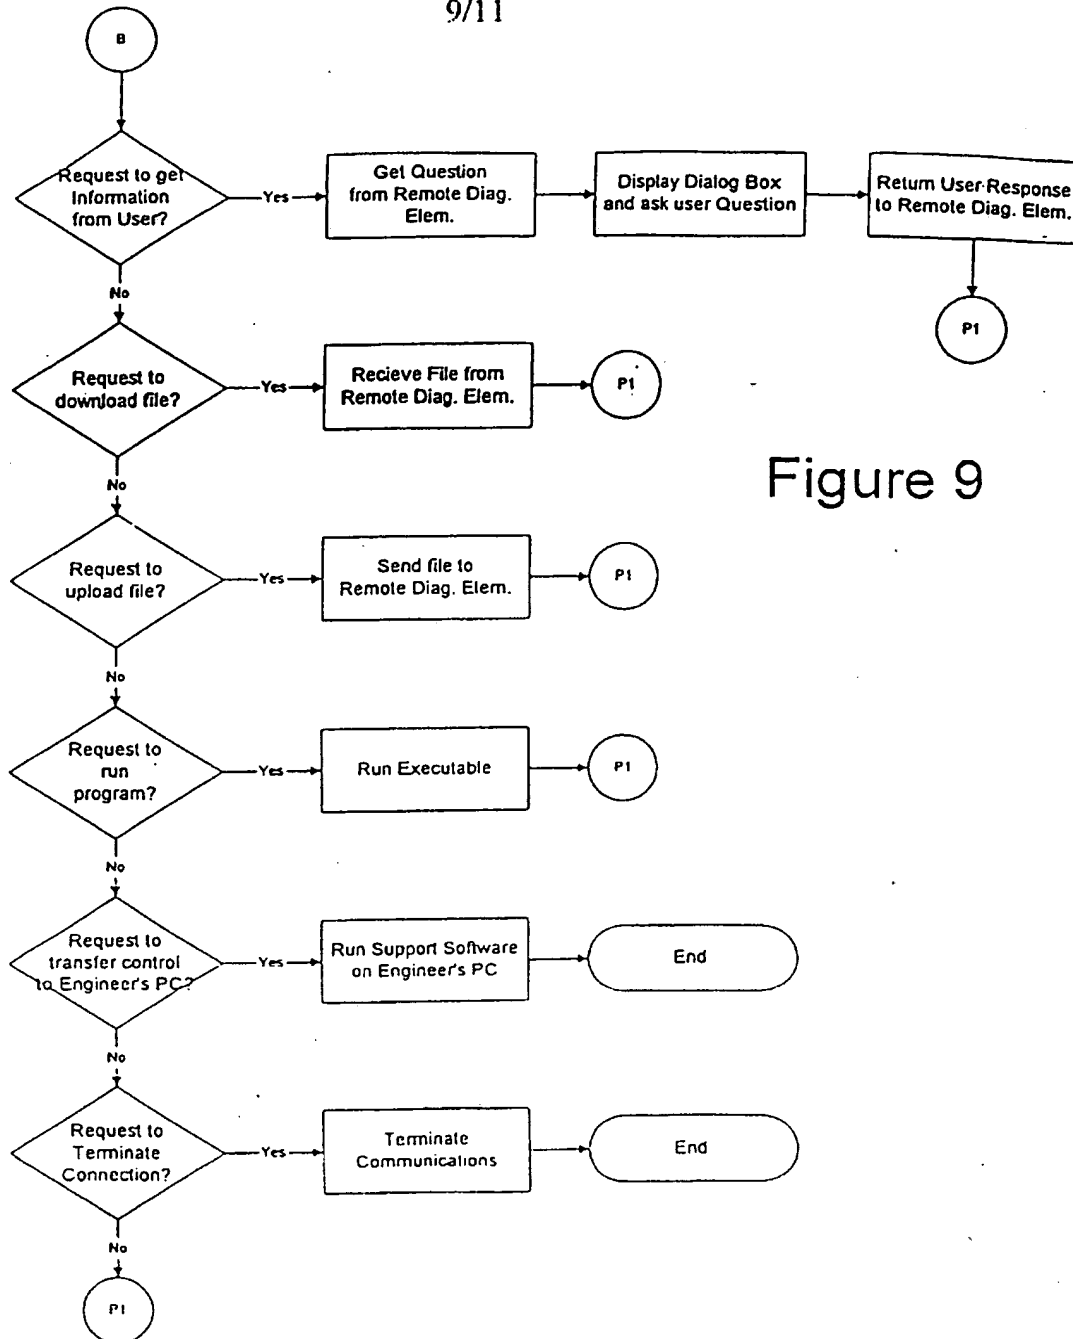 9/11
B
Request to get
Information
from User?
Yes
Get Question
from Remote Diag.
Elem.
Display Dialog Box
and ask user Question
Return User Response
to Remote Diag. Elem.
P1
No
Request to
download file?
Yes
Recieve File from
Remote Diag. Elem.
P1
Figure 9
No
Request to
upload file?
Yes
Send file to
Remote Diag. Elem.
P1
No
Request to
run
program?
Yes
Run Executable
P1
No
Request to
transfer control
to Engineer's PC?
Yes
Run Support Software
on Engineer's PC
End
No
Request to
Terminate
Connection?
Yes
Terminate
Communications
End
No
P1